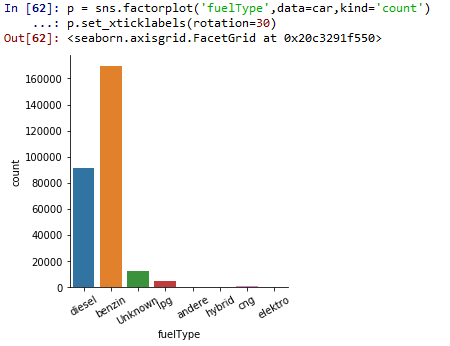 In [62]: p = sns.factorplot('fuelType',data=car,kind='count')
...: p.set_xticklabels(rotation=30)
Out[62]: <seaborn.axisgrid.FacetGrid at 0x20c3291f550>
160000
140000
120000
100000
80000
60000
40000
20000
0
count
diesel
benzin
Unknown
lpg
andere
hybrid
cng
elektro
fuelType